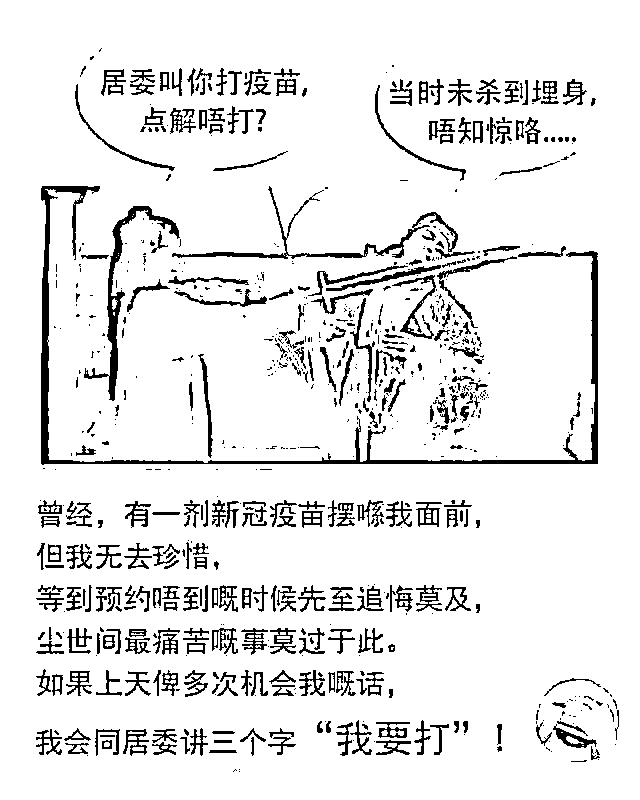 居委叫你打疫苗,
点解唔打?
当时未杀到埋身,
唔知惊咯.....
曾经，有一剂新冠疫苗摆喺我面前，
但我无去珍惜，
等到预约唔到嘅时候先至追悔莫及，
尘世间最痛苦嘅事莫过于此。
如果上天俾多次机会我嘅话，
我会同居委讲三个字“我要打”！